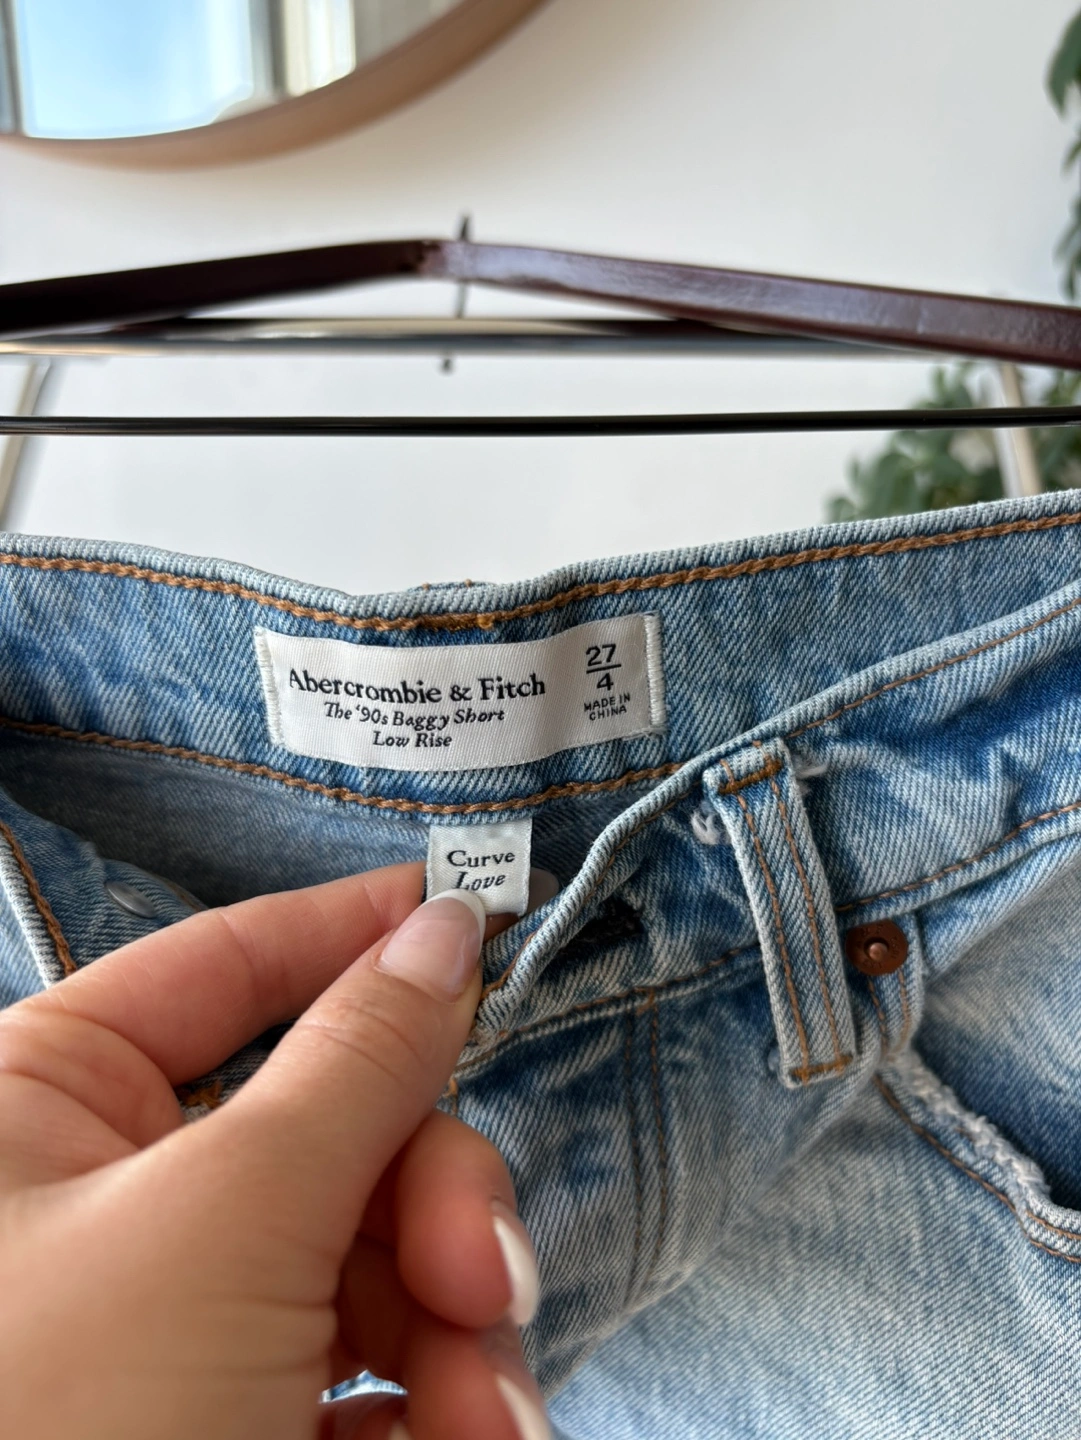 Abercrombie & Fitch
The '90s Baggy Short
Low Rise
27
4
MADE IN
CHINA
Curve
Love